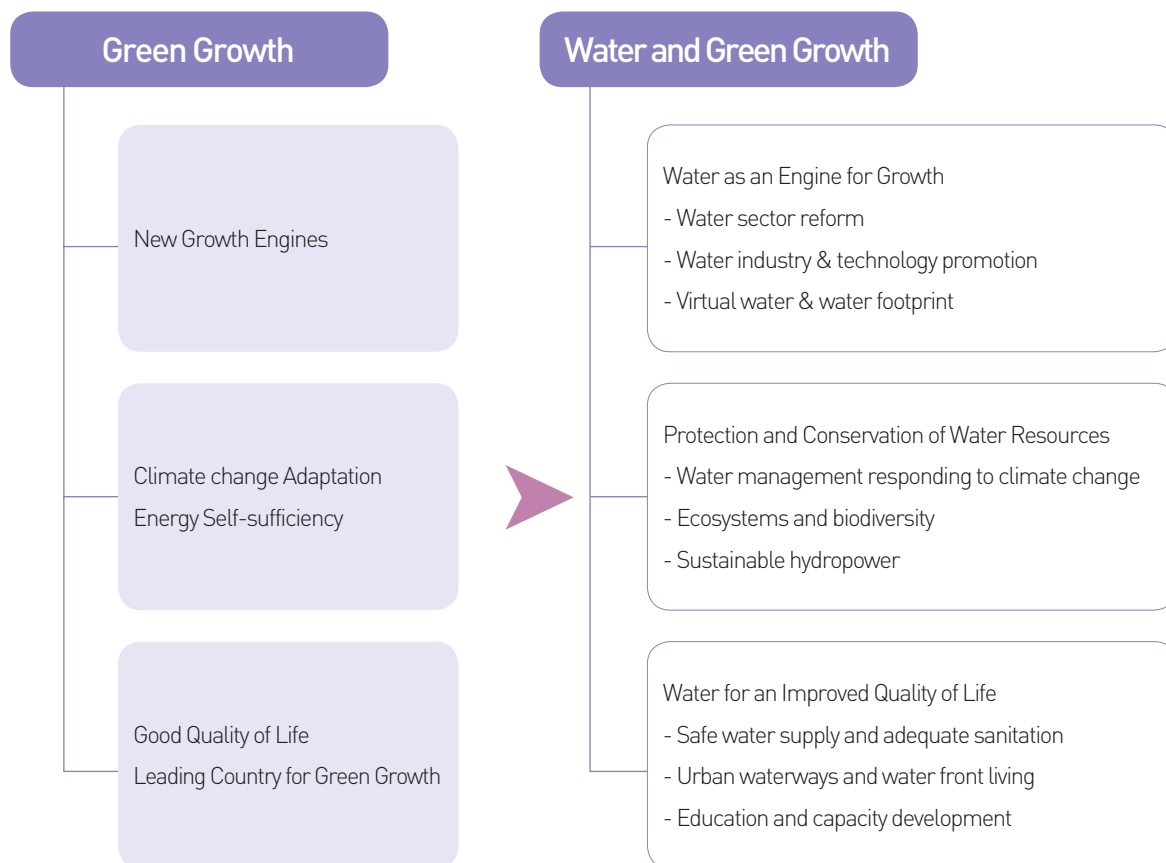 Green Growth
New Growth Engines
Climate change Adaptation
Energy Self-sufficiency
Good Quality of Life
Leading Country for Green Growth
Water and Green Growth
Water as an Engine for Growth
- Water sector reform
- Water industry & technology promotion
- Virtual water & water footprint
Protection and Conservation of Water Resources
- Water management responding to climate change
- Ecosystems and biodiversity
- Sustainable hydropower
Water for an Improved Quality of Life
- Safe water supply and adequate sanitation
- Urban waterways and water front living
- Education and capacity development